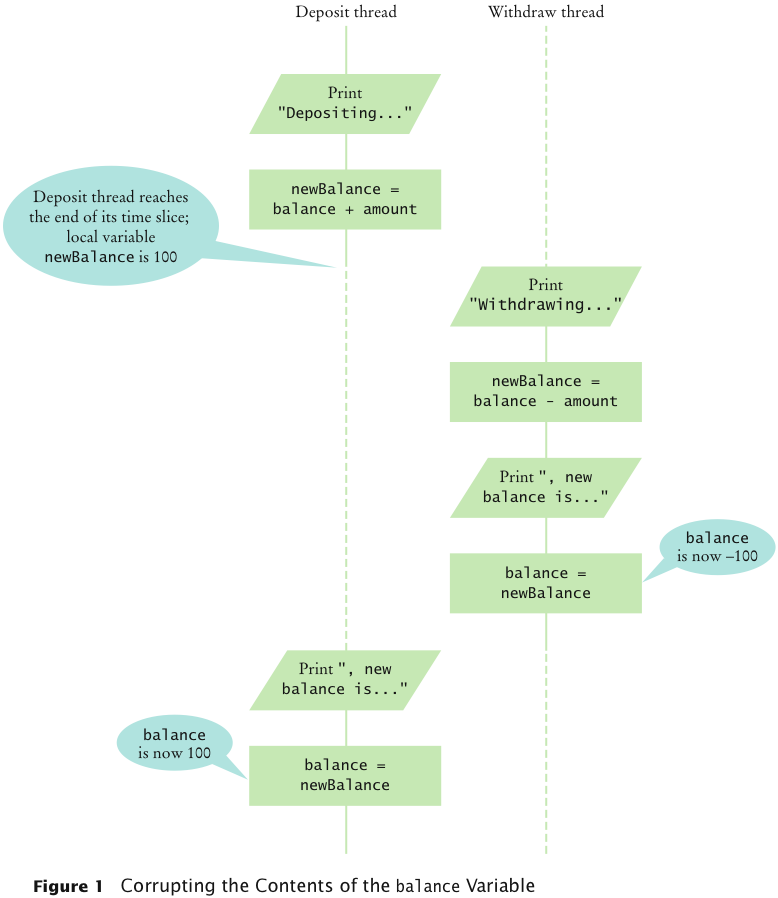 Deposit thread
Withdraw thread
Print
"Depositing..."
newBalance =
balance + amount
Deposit thread reaches
the end of its time slice;
local variable
newBalance is 100
Print
"Withdrawing..."
newBalance =
balance - amount
Print ", new
balance is..."
balance =
newBalance
balance
is now –100
Print ", new
balance is..."
balance
is now 100
balance =
newBalance
Figure 1 Corrupting the Contents of the balance Variable